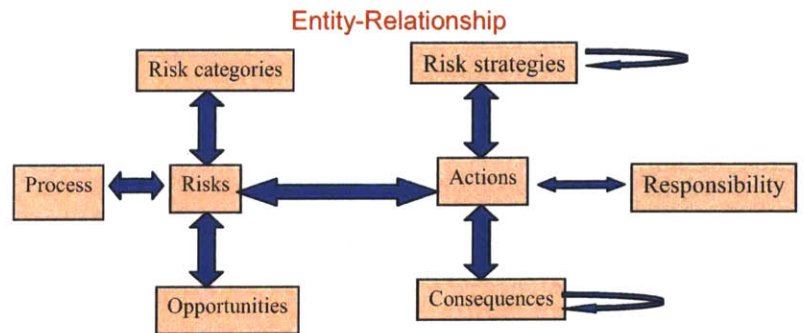 Entity-Relationship
Risk categories
Risk strategies
Process
Risks
Actions
Responsibility
Opportunities
Consequences